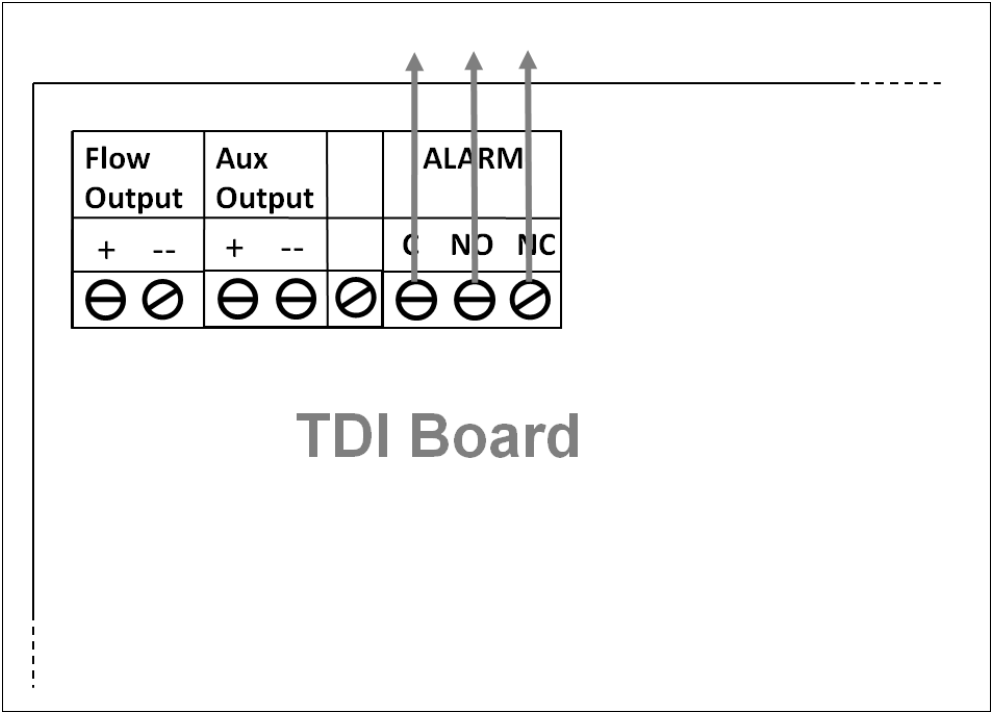 Flow Output
Aux Output
ALARM
+ -- + -- C NO NC
TDI Board